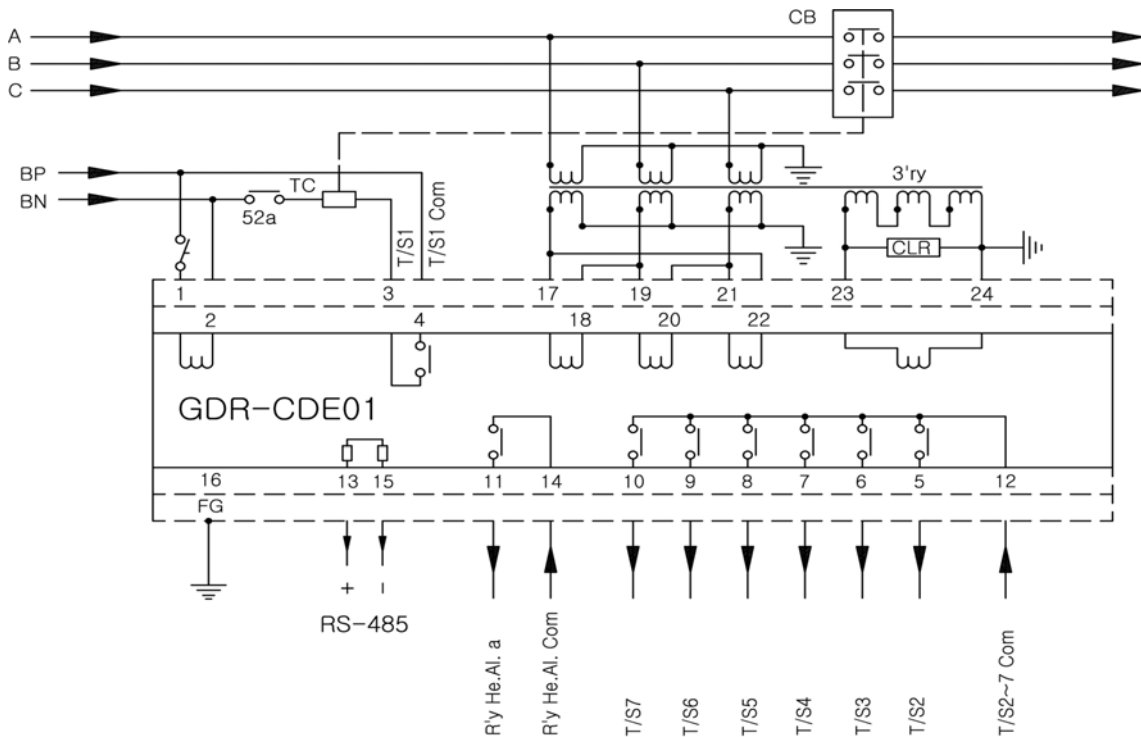 CB
A
B
C
3'ry
BP
TC
BN
52a
T/S1
T/S1 Com
CLR
1 3 17 19 21 23 24
2 4 18 20 22
GDR-CDE01
16 13 15 11 14 10 9 8 7 6 5 12
FG
+ −
RS-485
R'y He.Al. a
R'y He.Al. Com
T/S7
T/S6
T/S5
T/S4
T/S3
T/S2
T/S2~7 Com